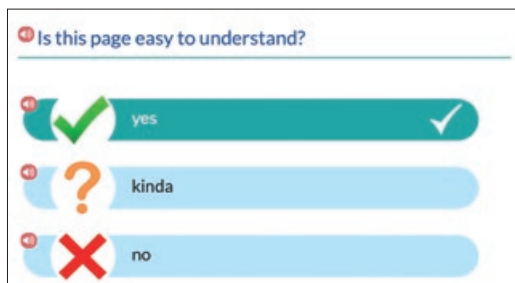 Is this page easy to understand?
yes
kinda
no